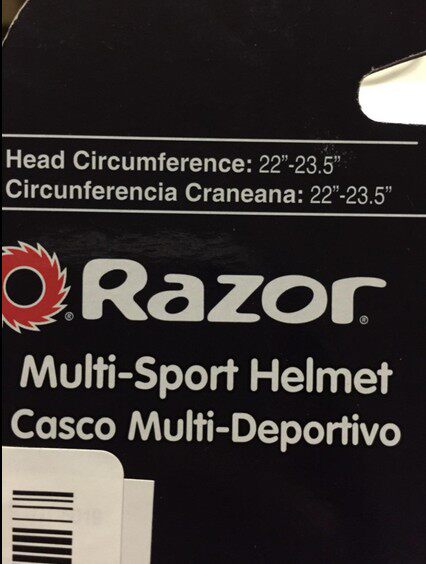 Head Circumference: 22”-23.5”
Circunferencia Craneana: 22”-23.5”
Razor®
Multi-Sport Helmet
Casco Multi-Deportivo